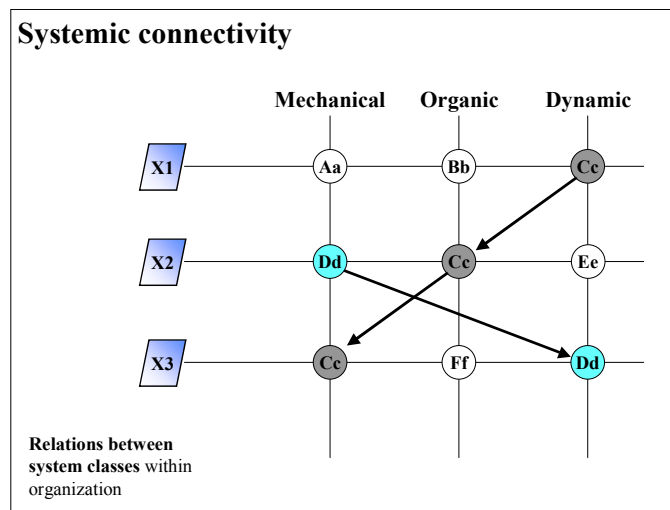 Systemic connectivity
Mechanical Organic Dynamic
X1 Aa Bb Cc
X2 Dd Cc Ee
X3 Cc Ff Dd
Relations between
system classes within
organization